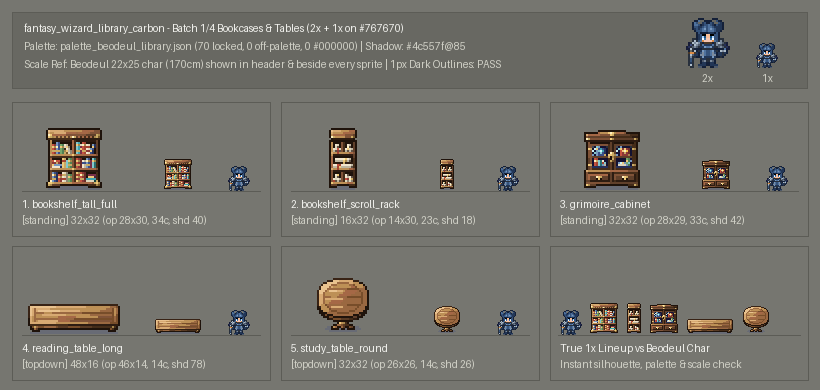 fantasy_wizard_library_carbon - Batch 1/4 Bookcases & Tables (2x + 1x on #767670)
Palette: palette_beodeul_library.json (70 locked, 0 off-palette, 0 #000000) | Shadow: #4c557f@85
Scale Ref: Beodeul 22x25 char (170cm) shown in header & beside every sprite | 1px Dark Outlines: PASS
2x 1x
1. bookshelf_tall_full
[standing] 32x32 (op 28x30, 34c, shd 40)
2. bookshelf_scroll_rack
[standing] 16x32 (op 14x30, 23c, shd 18)
3. grimoire_cabinet
[standing] 32x32 (op 28x29, 33c, shd 42)
4. reading_table_long
[topdown] 48x16 (op 46x14, 14c, shd 78)
5. study_table_round
[topdown] 32x32 (op 26x26, 14c, shd 26)
True 1x Lineup vs Beodeul Char
Instant silhouette, palette & scale check